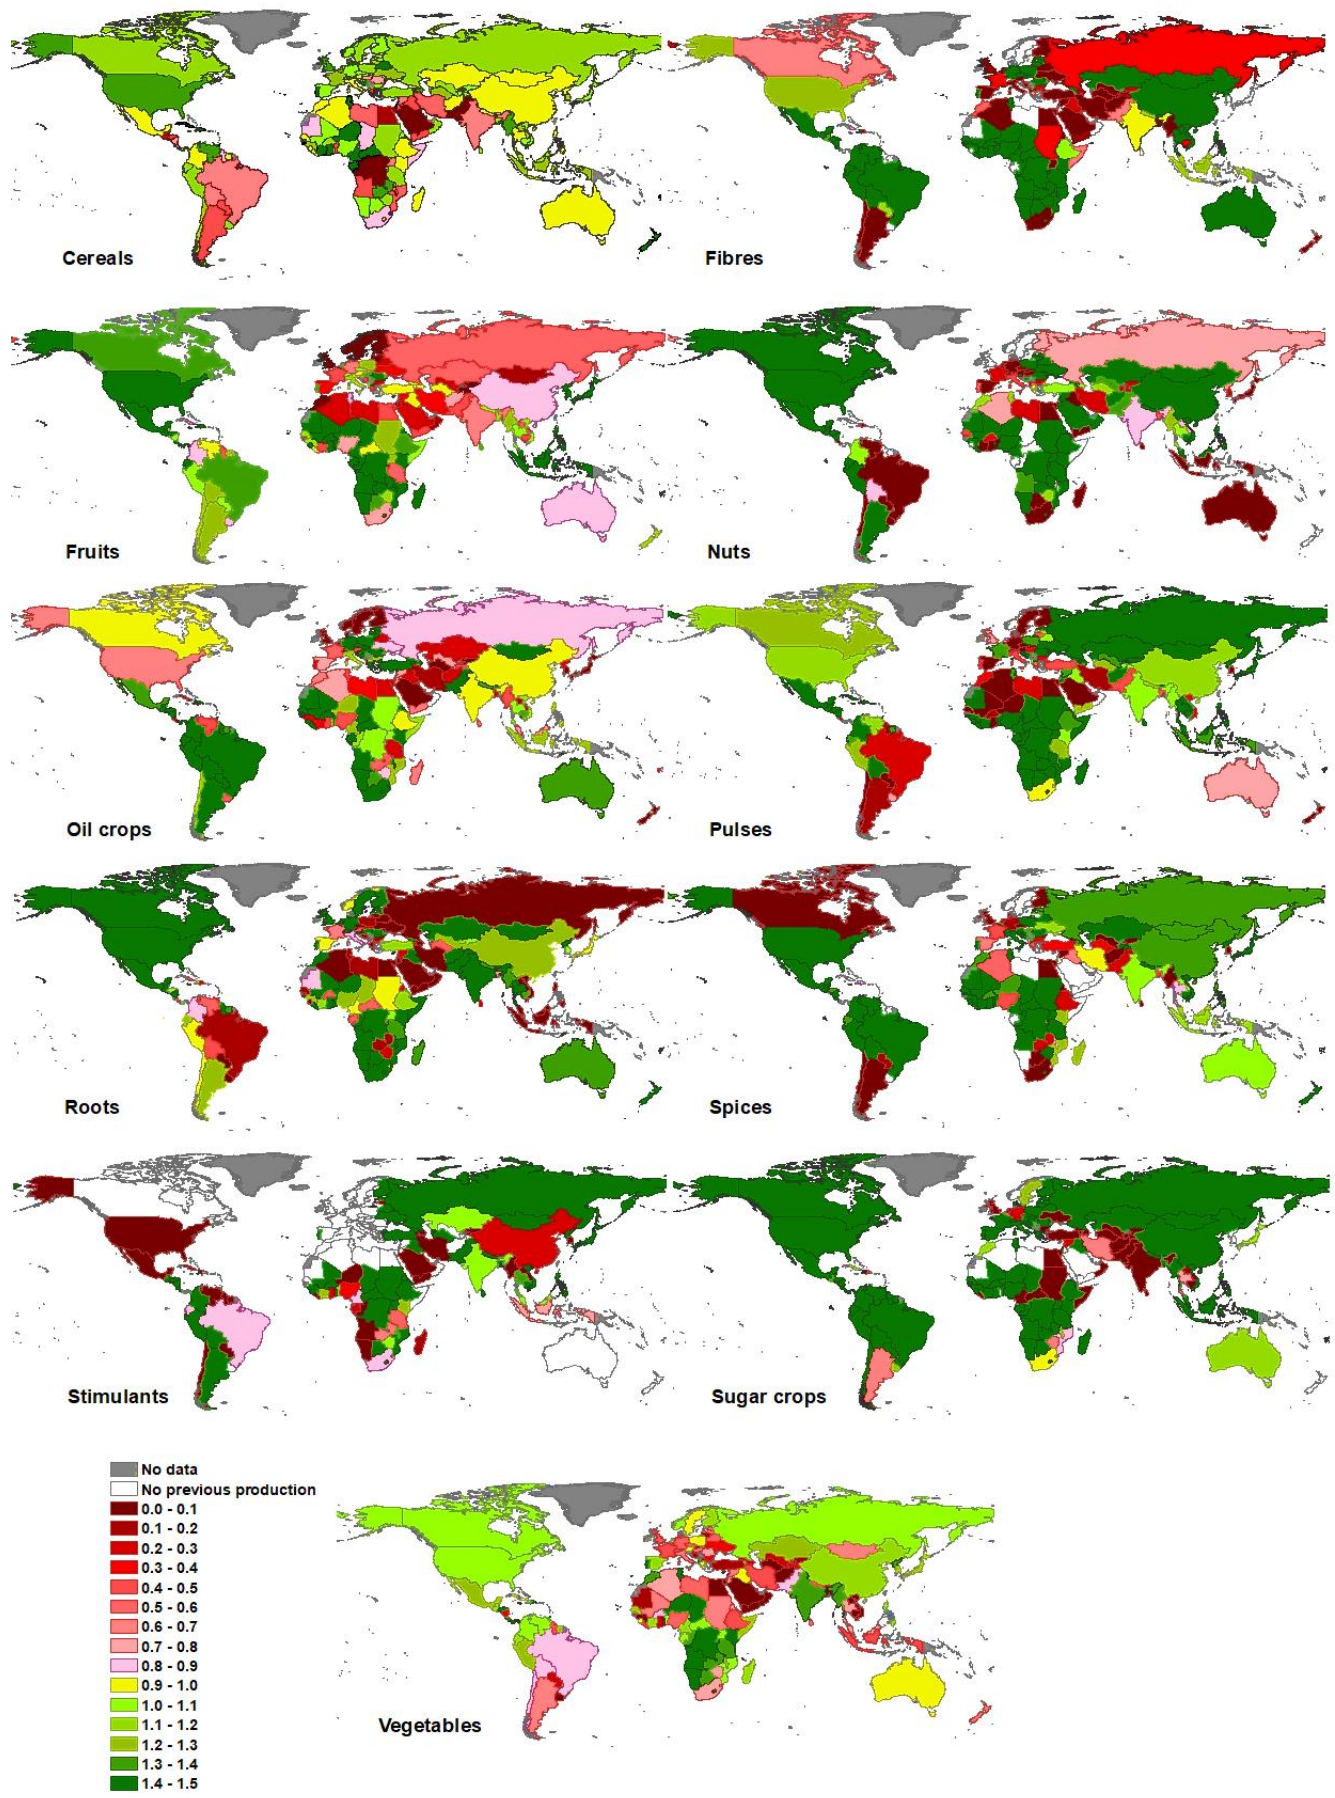 Cereals
Fibres
Fruits
Nuts
Oil crops
Pulses
Roots
Spices
Stimulants
Sugar crops
No data
No previous production
0.0 - 0.1
0.1 - 0.2
0.2 - 0.3
0.3 - 0.4
0.4 - 0.5
0.5 - 0.6
0.6 - 0.7
0.7 - 0.8
0.8 - 0.9
0.9 - 1.0
1.0 - 1.1
1.1 - 1.2
1.2 - 1.3
1.3 - 1.4
1.4 - 1.5
Vegetables